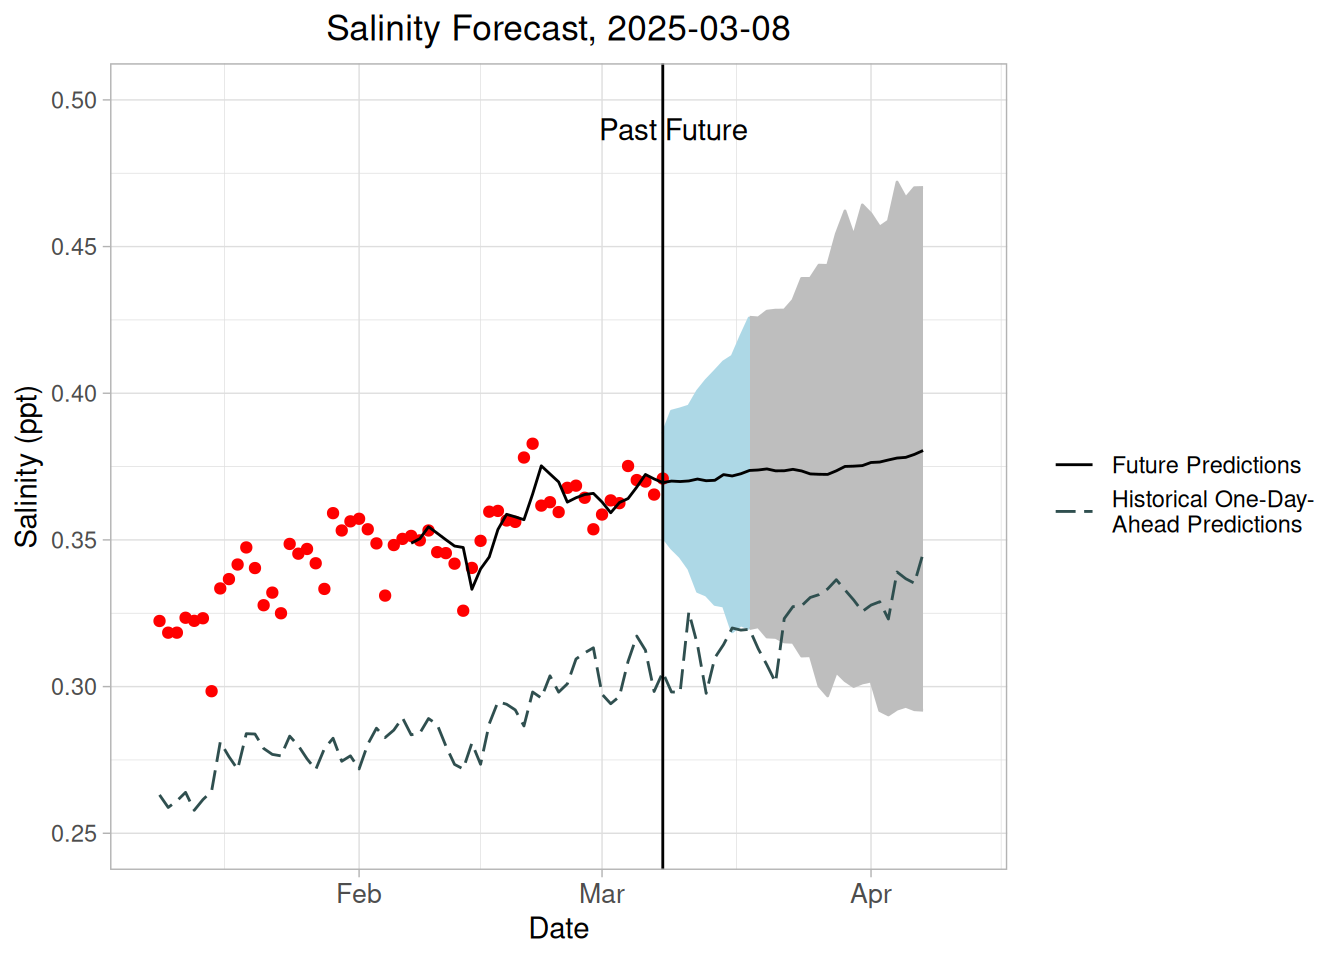 Salinity Forecast, 2025-03-08
Past Future
0.50
0.45
0.40
0.35
0.30
0.25
Salinity (ppt)
Feb Mar Apr
Date
Future Predictions
Historical One-Day-
Ahead Predictions